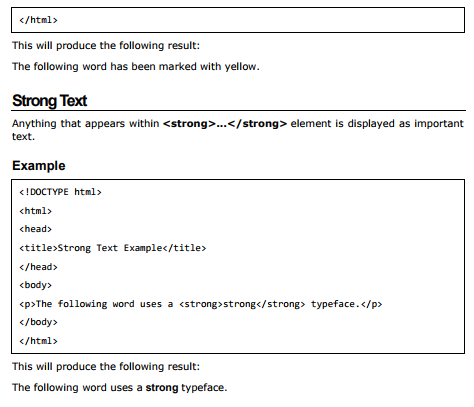 </html>
This will produce the following result:
The following word has been marked with yellow.
Strong Text
Anything that appears within <strong>...</strong> element is displayed as important
text.
Example
<!DOCTYPE html>
<html>
<head>
<title>Strong Text Example</title>
</head>
<body>
<p>The following word uses a <strong>strong</strong> typeface.</p>
</body>
</html>
This will produce the following result:
The following word uses a strong typeface.